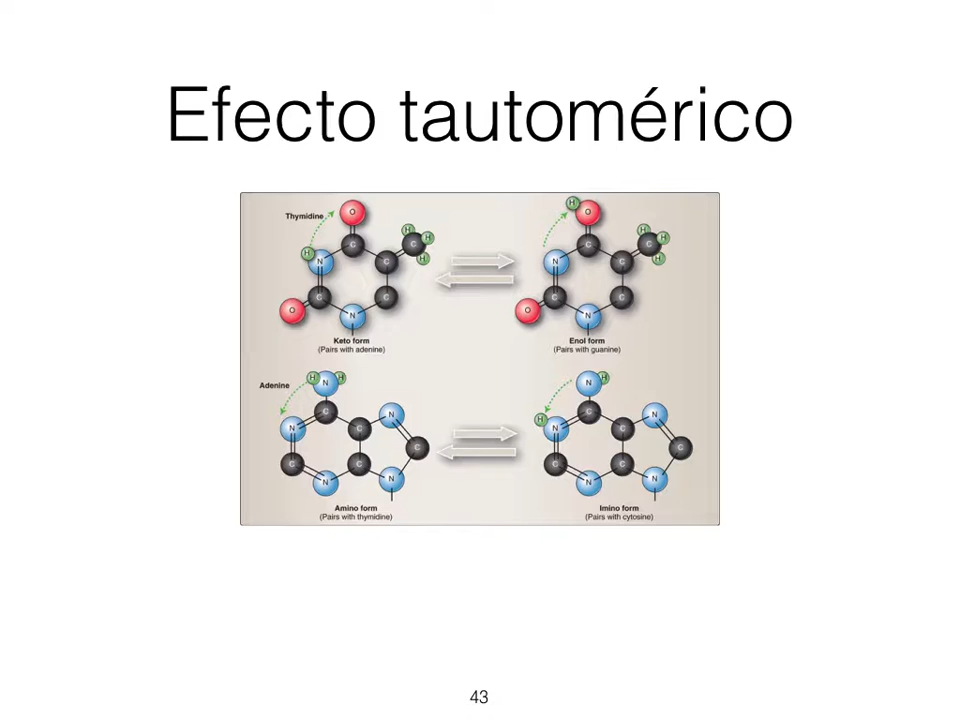 Efecto tautomérico
Thymidine
O
H
N
C
C
H
H
H
C
C
O
C
N
Keto form
(Pairs with adenine)
H
O
N
C
C
H
H
H
C
C
O
C
N
Enol form
(Pairs with guanine)
Adenine
H
N
H
N
C
C
N
C
C
N
C
N
Amino form
(Pairs with thymidine)
N
H
H
N
C
C
N
C
C
N
C
N
Imino form
(Pairs with cytosine)
43